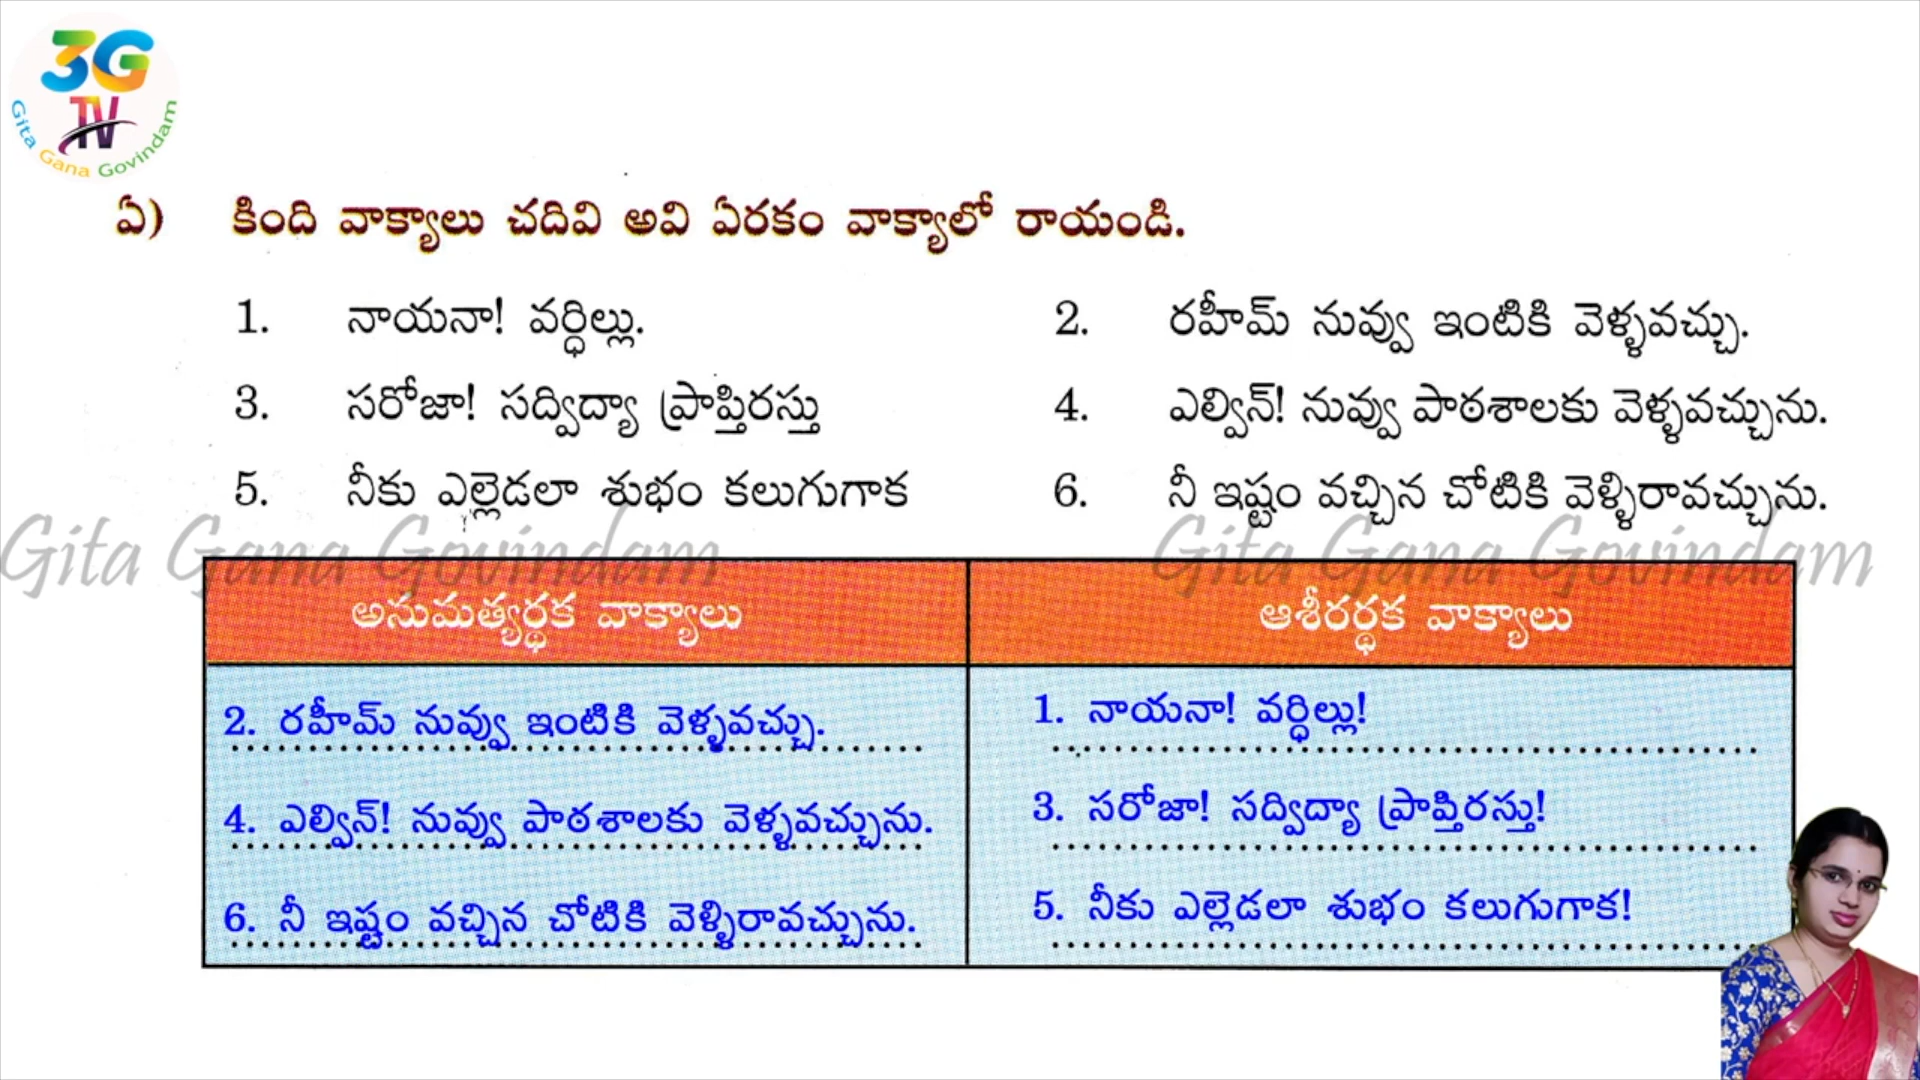 3G
TV
Gita Gana Govindam
ఏ) కింది వాక్యాలు చదివి అవి ఏరకం వాక్యాలో రాయండి.
1. నాయనా! వర్ధిల్లు.
2. రహీమ్ నువ్వు ఇంటికి వెళ్ళవచ్చు.
3. సరోజా! సద్విద్యా ప్రాప్తిరస్తు
4. ఎల్విన్! నువ్వు పాఠశాలకు వెళ్ళవచ్చును.
5. నీకు ఎల్లెడలా శుభం కలుగుగాక
6. నీ ఇష్టం వచ్చిన చోటికి వెళ్ళిరావచ్చును.
Gita Gana Govindam
Gita Gana Govindam
అనుమత్యర్థక వాక్యాలు
2. రహీమ్ నువ్వు ఇంటికి వెళ్ళవచ్చు.
4. ఎల్విన్! నువ్వు పాఠశాలకు వెళ్ళవచ్చును.
6. నీ ఇష్టం వచ్చిన చోటికి వెళ్ళిరావచ్చును.
ఆశీరర్థక వాక్యాలు
1. నాయనా! వర్ధిల్లు!
3. సరోజా! సద్విద్యా ప్రాప్తిరస్తు!
5. నీకు ఎల్లెడలా శుభం కలుగుగాక!